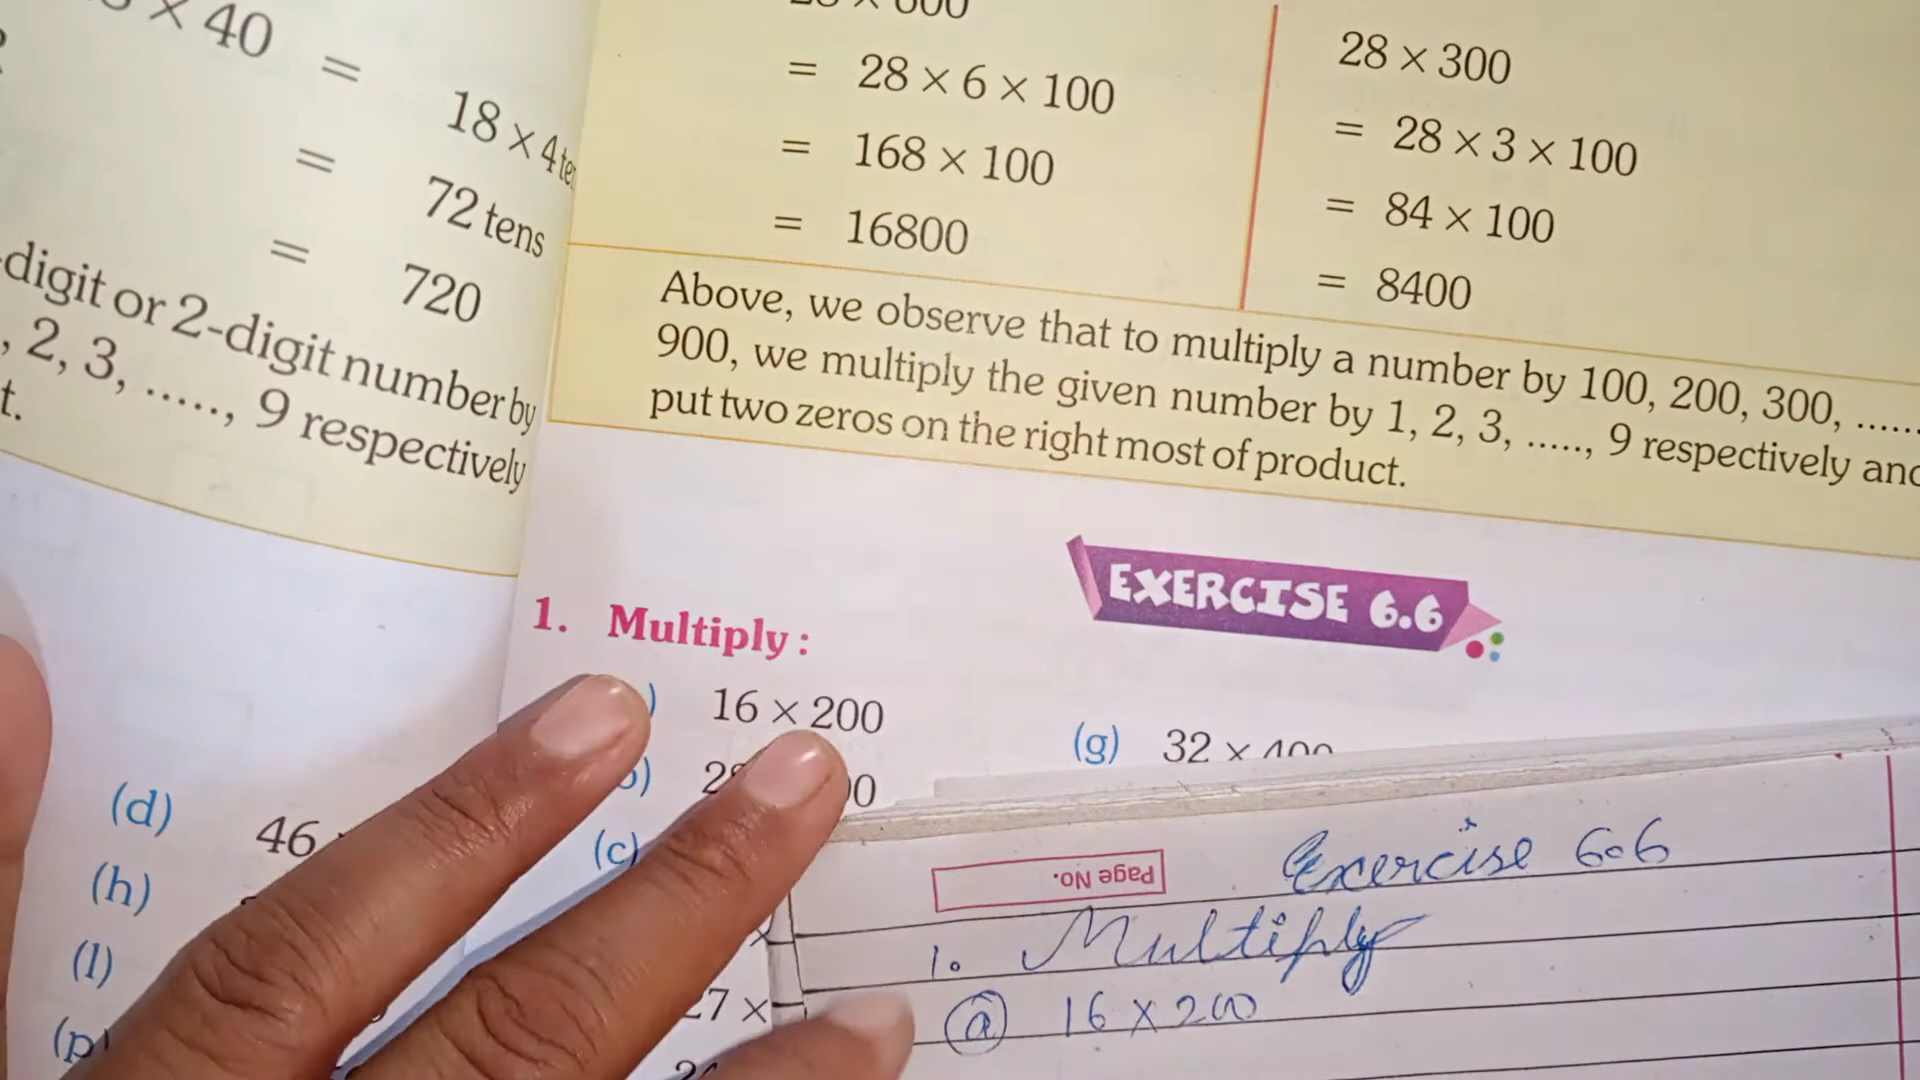 × 40 =
18 × 4 te
= 72 tens
= 720
digit or 2-digit number by
, 2, 3, ....., 9 respectively
t.
= 28 × 6 × 100
= 168 × 100
= 16800
28 × 300
= 28 × 3 × 100
= 84 × 100
= 8400
Above, we observe that to multiply a number by 100, 200, 300, .....
900, we multiply the given number by 1, 2, 3, ....., 9 respectively and
put two zeros on the right most of product.
EXERCISE 6.6
1. Multiply :
16 × 200
(g) 32 × 400
(c)
(d) 46
(h)
(l)
(p)
7 ×
Page No.
Exercise 6.6
1. Multiply
(a) 16 × 200